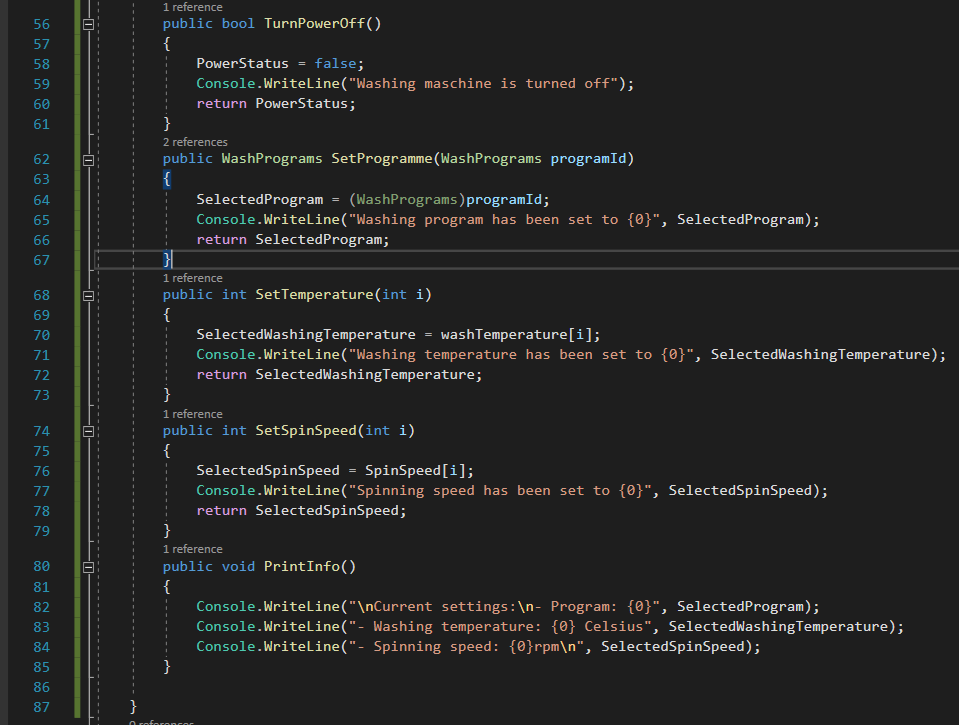 1 reference
56 public bool TurnPowerOff()
57 {
58 PowerStatus = false;
59 Console.WriteLine("Washing maschine is turned off");
60 return PowerStatus;
61 }
2 references
62 public WashPrograms SetProgramme(WashPrograms programId)
63 {
64 SelectedProgram = (WashPrograms)programId;
65 Console.WriteLine("Washing program has been set to {0}", SelectedProgram);
66 return SelectedProgram;
67 }
1 reference
68 public int SetTemperature(int i)
69 {
70 SelectedWashingTemperature = washTemperature[i];
71 Console.WriteLine("Washing temperature has been set to {0}", SelectedWashingTemperature);
72 return SelectedWashingTemperature;
73 }
1 reference
74 public int SetSpinSpeed(int i)
75 {
76 SelectedSpinSpeed = SpinSpeed[i];
77 Console.WriteLine("Spinning speed has been set to {0}", SelectedSpinSpeed);
78 return SelectedSpinSpeed;
79 }
1 reference
80 public void PrintInfo()
81 {
82 Console.WriteLine("\nCurrent settings:\n- Program: {0}", SelectedProgram);
83 Console.WriteLine("- Washing temperature: {0} Celsius", SelectedWashingTemperature);
84 Console.WriteLine("- Spinning speed: {0}rpm\n", SelectedSpinSpeed);
85 }
86
87 }
0 references